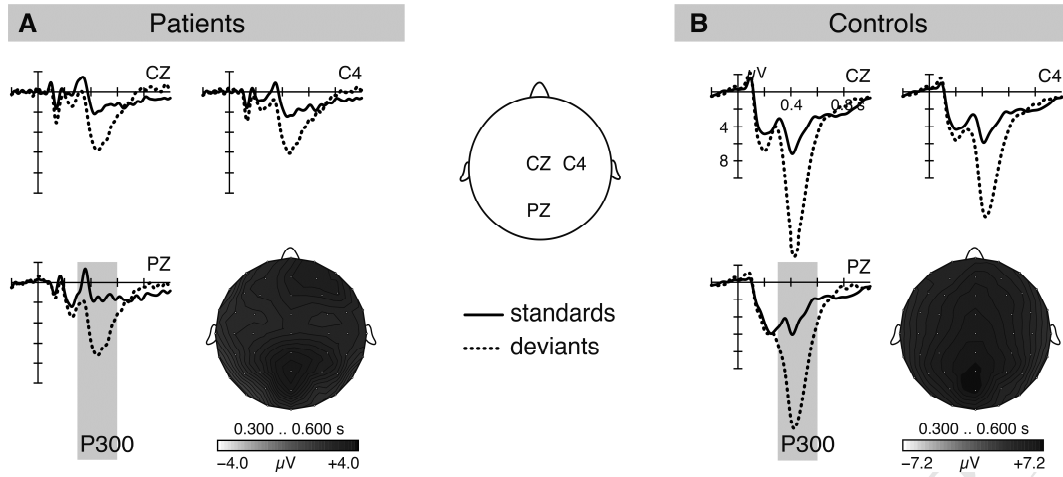 A Patients
CZ
C4
PZ
P300
0.300 .. 0.600 s
−4.0 µV +4.0
CZ C4
PZ
standards
deviants
B Controls
µV
CZ
0.4 0.8 s
4
8
C4
PZ
P300
0.300 .. 0.600 s
−7.2 µV +7.2